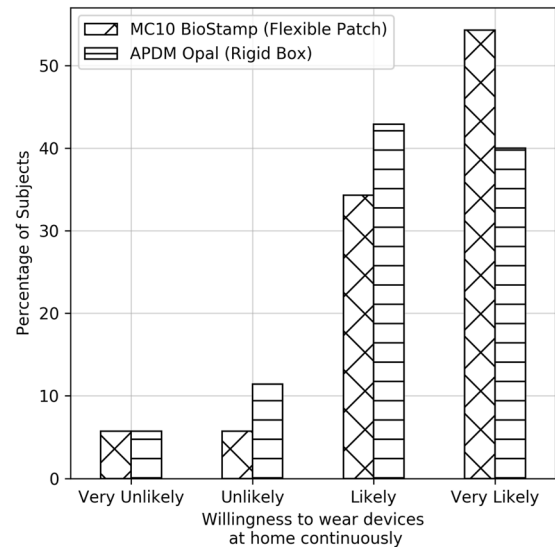 MC10 BioStamp (Flexible Patch)
APDM Opal (Rigid Box)
Percentage of Subjects
50
40
30
20
10
0
Very Unlikely Unlikely Likely Very Likely
Willingness to wear devices
at home continuously